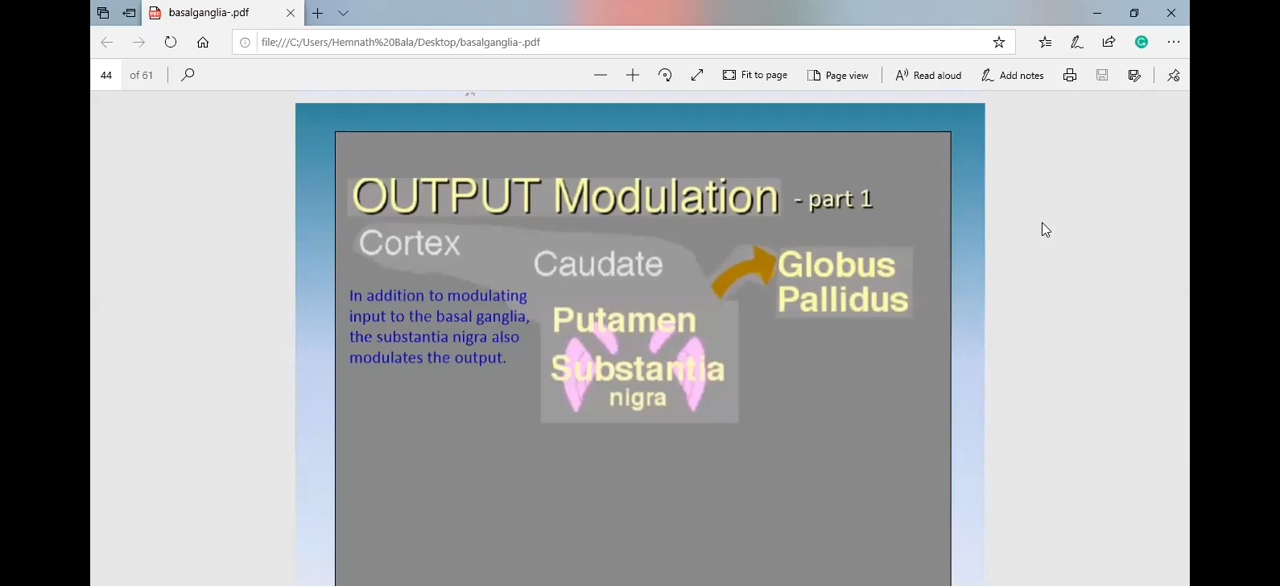 basalganglia-.pdf
file:///C:/Users/Hemnath%20Bala/Desktop/basalganglia-.pdf
44 of 61
Fit to page
Page view
Read aloud
Add notes
OUTPUT Modulation - part 1
Cortex
Caudate
Globus
Pallidus
In addition to modulating
input to the basal ganglia,
the substantia nigra also
modulates the output.
Putamen
Substantia
nigra